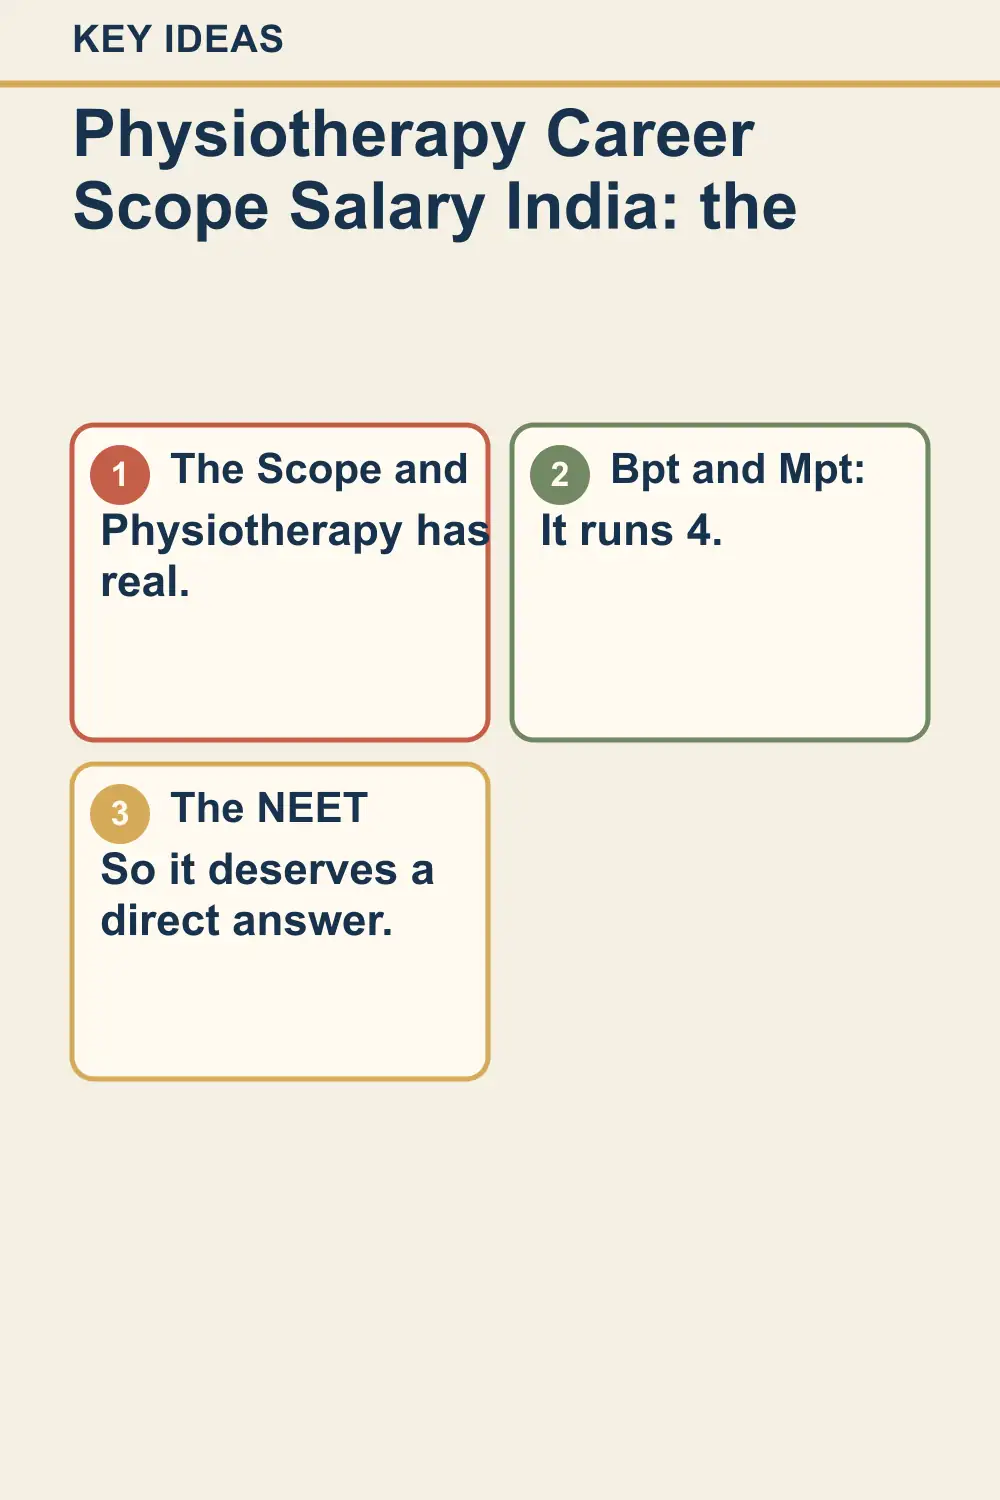 KEY IDEAS
Physiotherapy Career
Scope Salary India: the
1 The Scope and
Physiotherapy has
real.
2 Bpt and Mpt:
It runs 4.
3 The NEET
So it deserves a
direct answer.